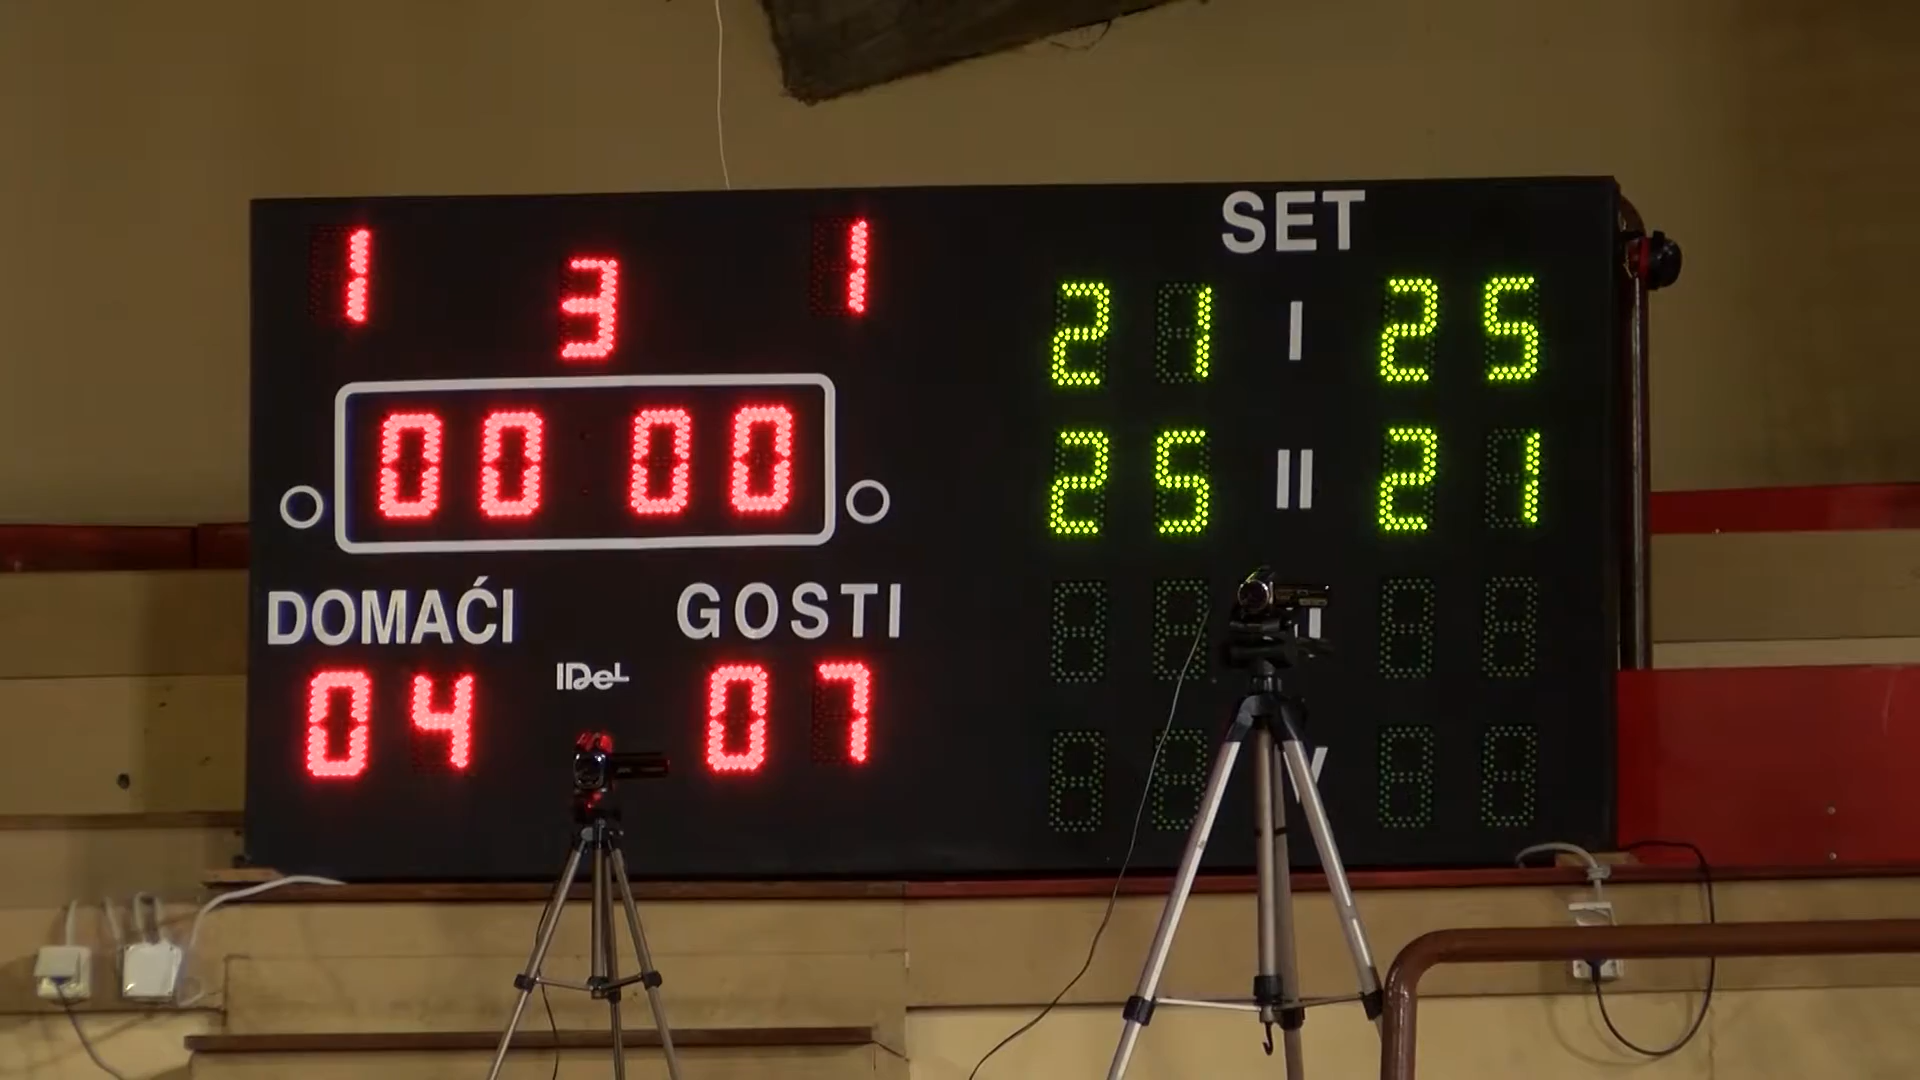 1 3 1
00 00
DOMAĆI GOSTI
IDeL
04 07
SET
21 I 25
25 II 21